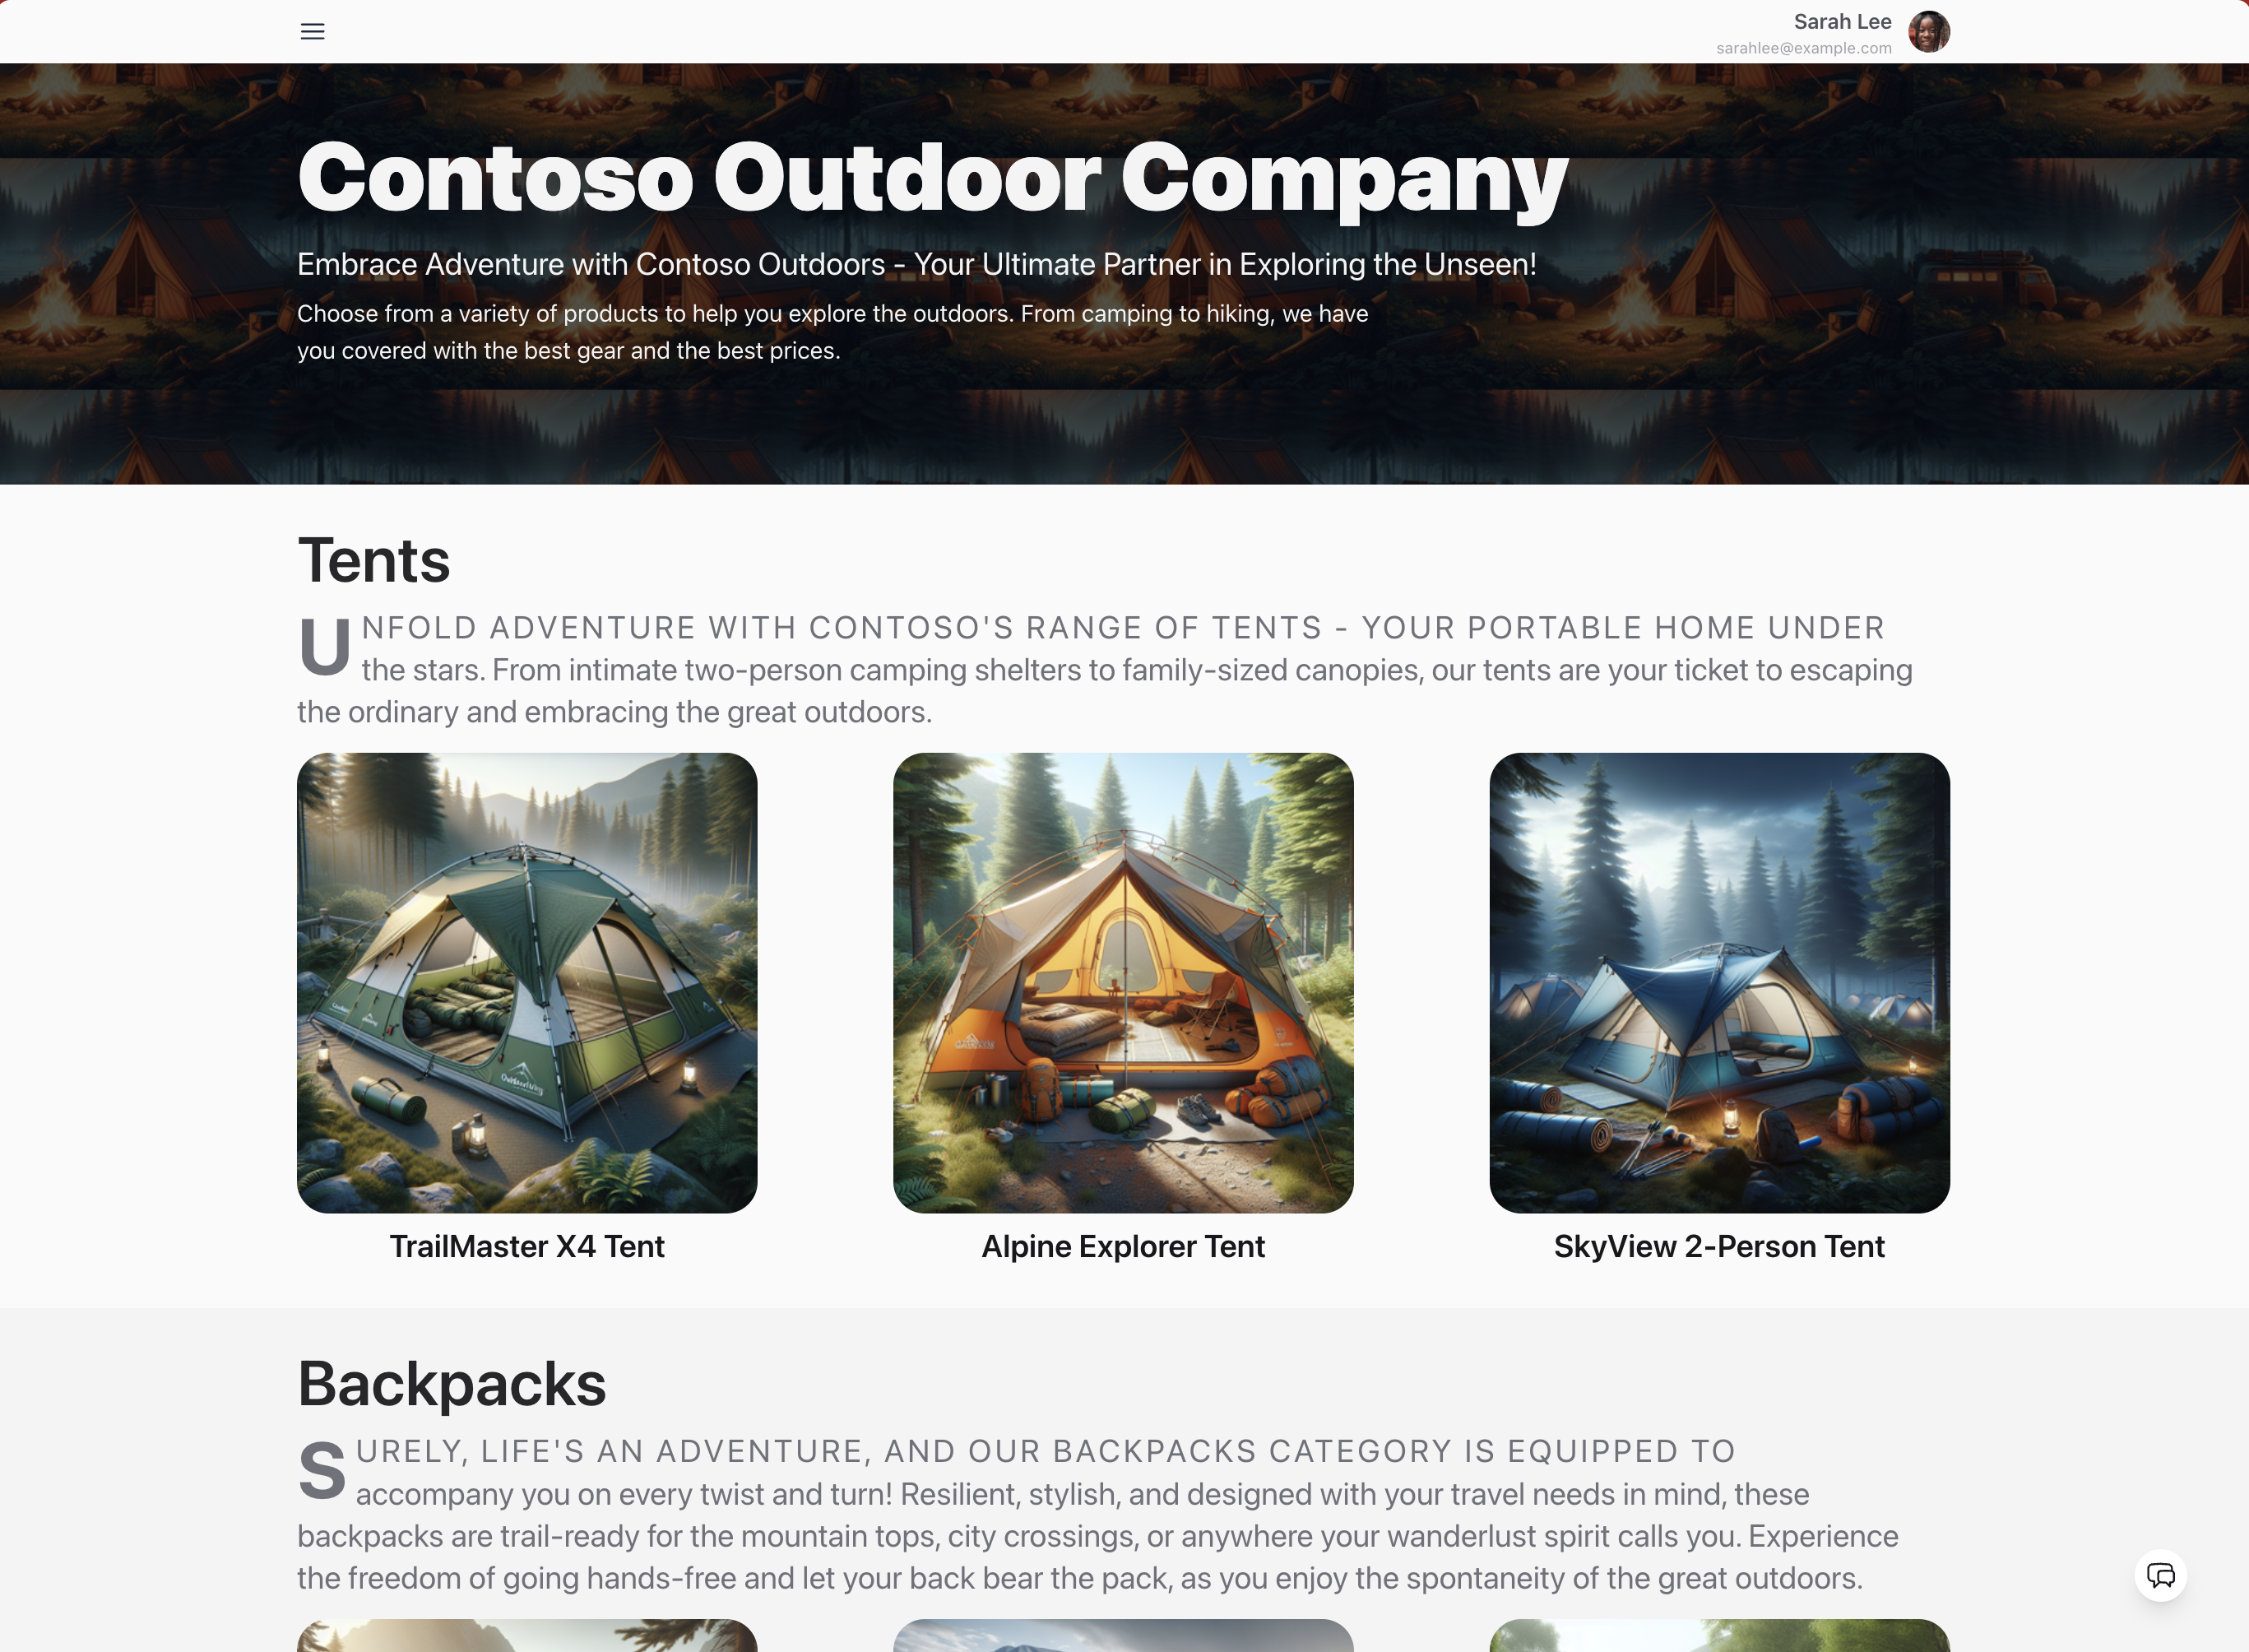 Sarah Lee
sarahlee@example.com
Contoso Outdoor Company
Embrace Adventure with Contoso Outdoors - Your Ultimate Partner in Exploring the Unseen!
Choose from a variety of products to help you explore the outdoors. From camping to hiking, we have
you covered with the best gear and the best prices.
Tents
UNFOLD ADVENTURE WITH CONTOSO'S RANGE OF TENTS - YOUR PORTABLE HOME UNDER
the stars. From intimate two-person camping shelters to family-sized canopies, our tents are your ticket to escaping
the ordinary and embracing the great outdoors.
TrailMaster X4 Tent
Alpine Explorer Tent
SkyView 2-Person Tent
Backpacks
SURELY, LIFE'S AN ADVENTURE, AND OUR BACKPACKS CATEGORY IS EQUIPPED TO
accompany you on every twist and turn! Resilient, stylish, and designed with your travel needs in mind, these
backpacks are trail-ready for the mountain tops, city crossings, or anywhere your wanderlust spirit calls you. Experience
the freedom of going hands-free and let your back bear the pack, as you enjoy the spontaneity of the great outdoors.